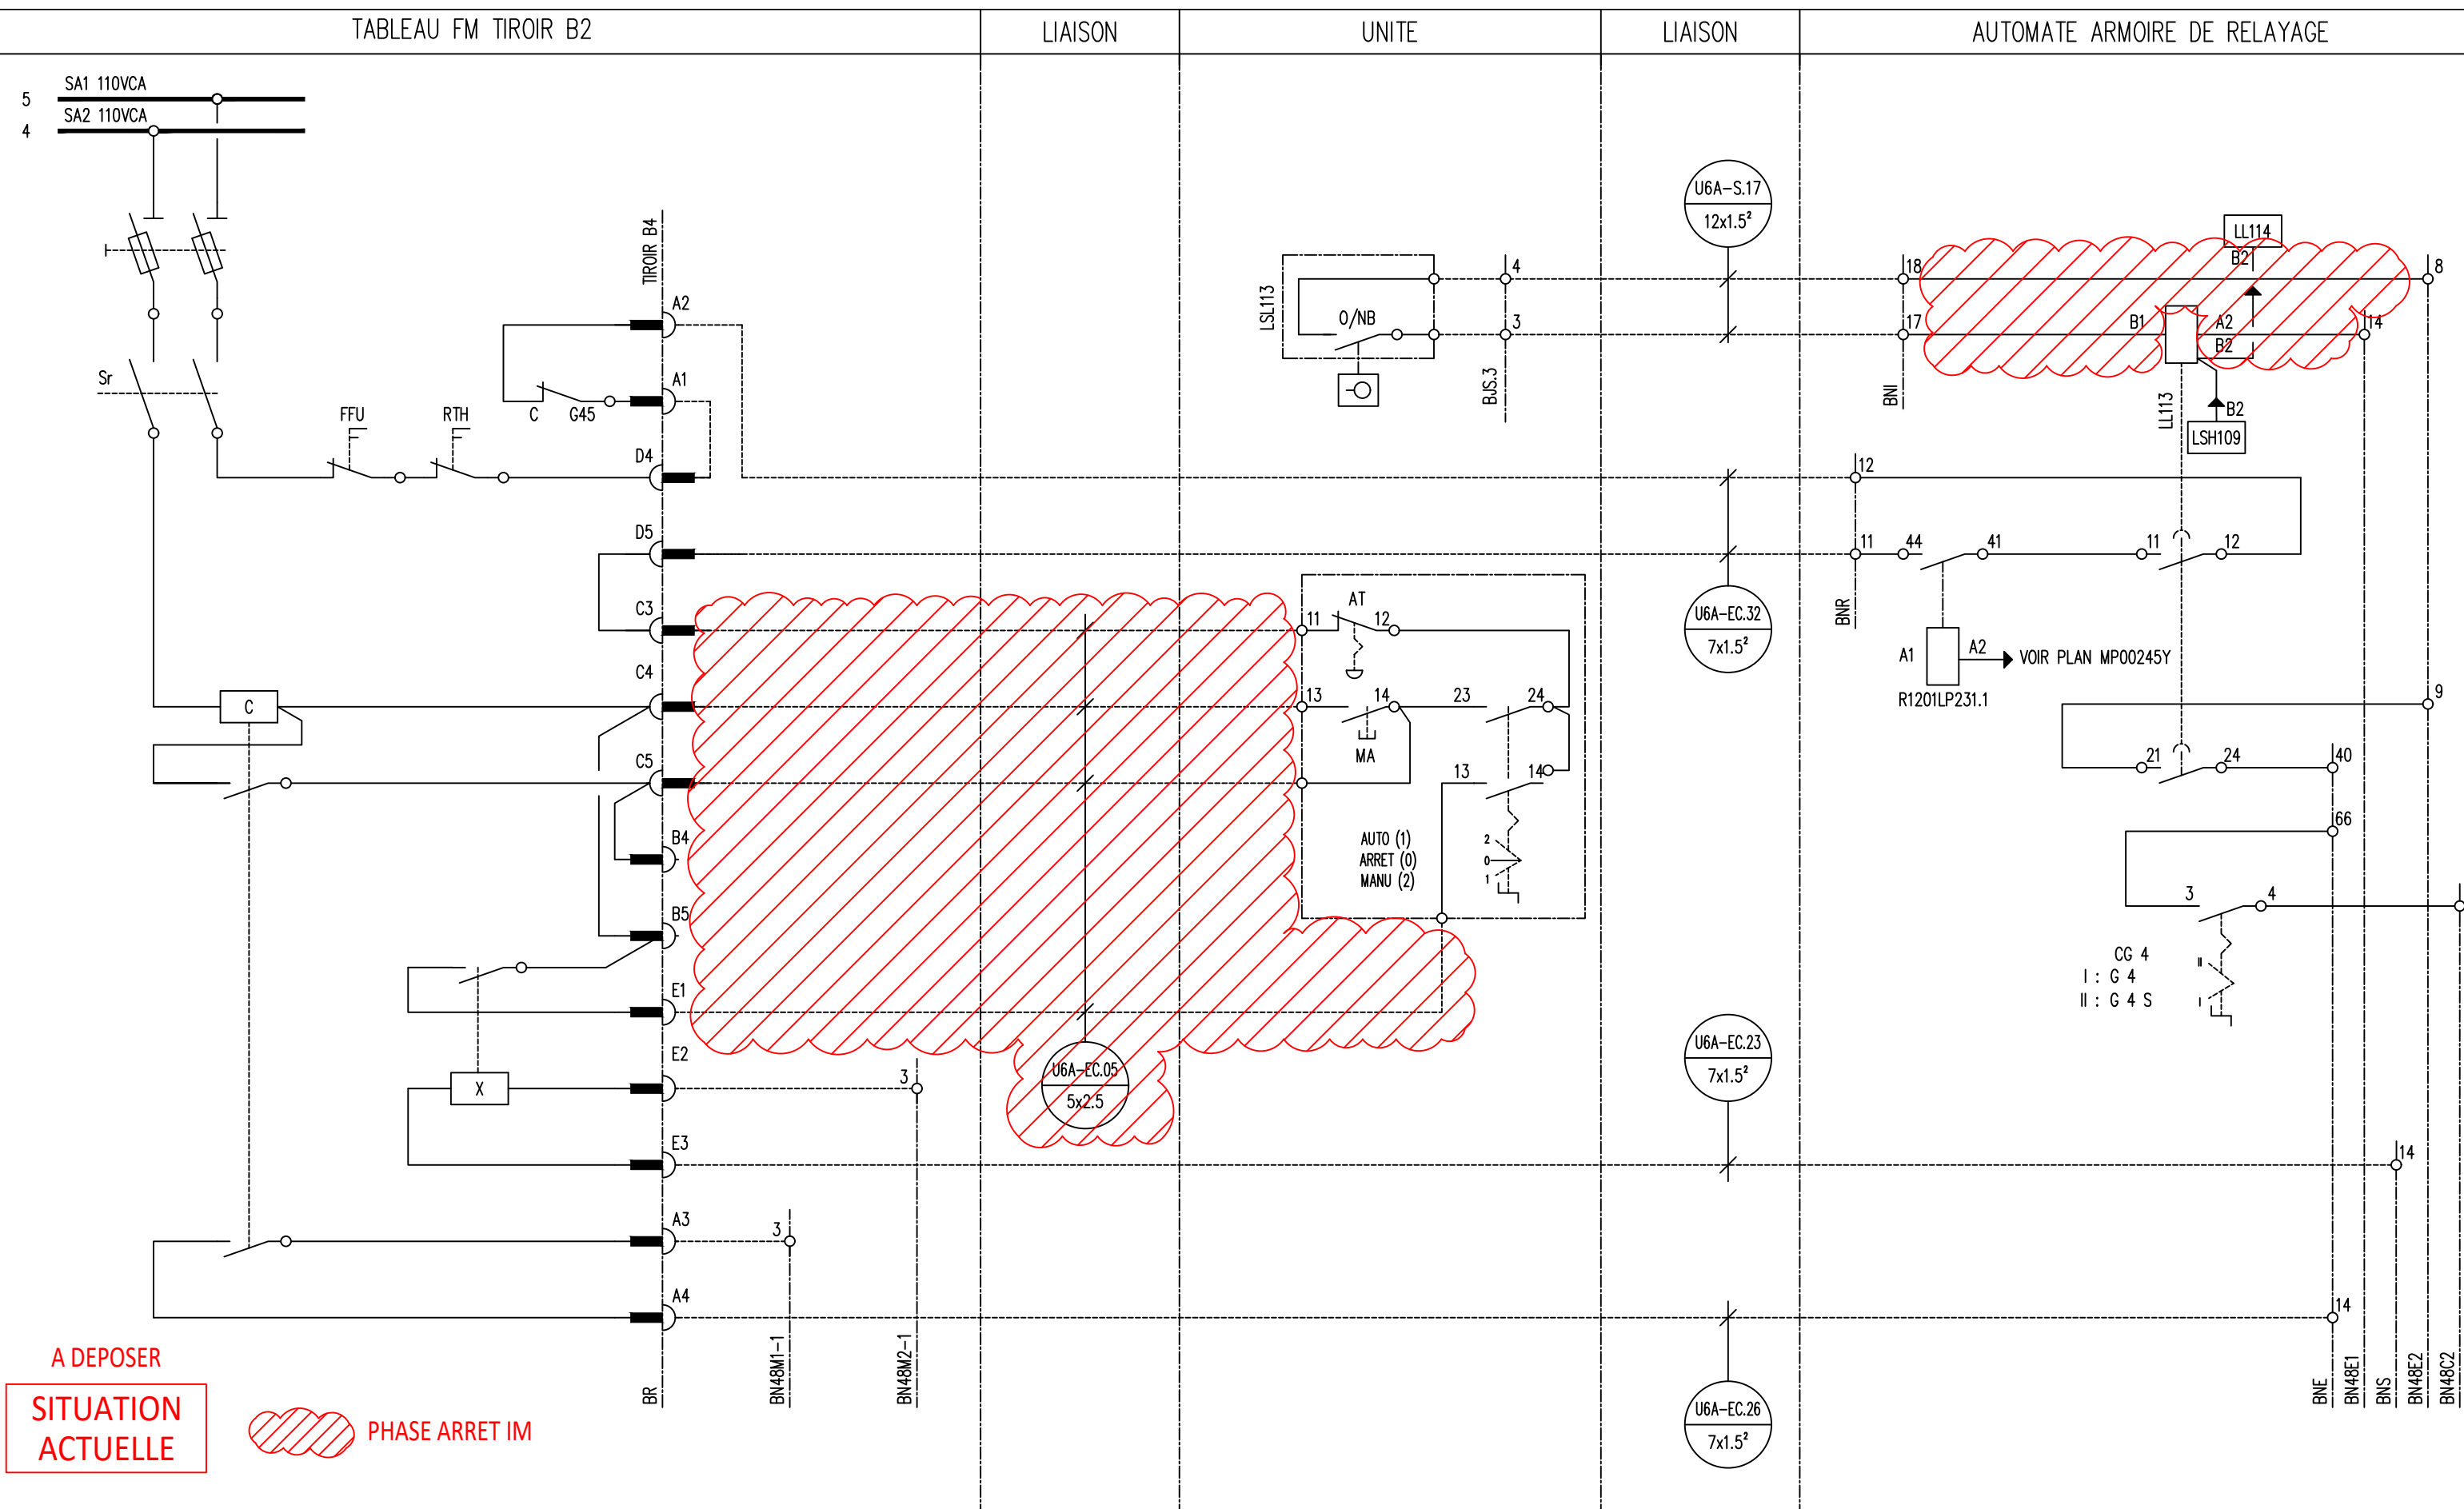 TABLEAU FM TIROIR B2
LIAISON
UNITE
LIAISON
AUTOMATE ARMOIRE DE RELAYAGE
5
SA1 110VCA
4
SA2 110VCA
TIROIR B4
Sr
FFU
RTH
C
G45
A2
A1
D4
D5
C3
C4
C5
B4
B5
E1
E2
E3
A3
A4
C
X
3
3
BR
BN48M1-1
BN48M2-1
U6A-EC.05
5x2.5
LSL113
O/NB
4
3
BJS.3
AT
11
12
13
14
23
24
MA
13
14
AUTO (1)
ARRET (0)
MANU (2)
2
0
1
U6A-S.17
12x1.5²
U6A-EC.32
7x1.5²
U6A-EC.23
7x1.5²
U6A-EC.26
7x1.5²
LL114
B2
18
8
17
B1
A2
14
B2
BNI
LL113
B2
LSH109
12
11
44
41
11
12
BNR
A1
A2
VOIR PLAN MP00245Y
R1201LP231.1
9
21
24
40
66
3
4
CG 4
I : G 4
II : G 4 S
II
I
14
14
BNE
BN48E1
BNS
BN48E2
BN48C2
A DEPOSER
SITUATION
ACTUELLE
PHASE ARRET IM